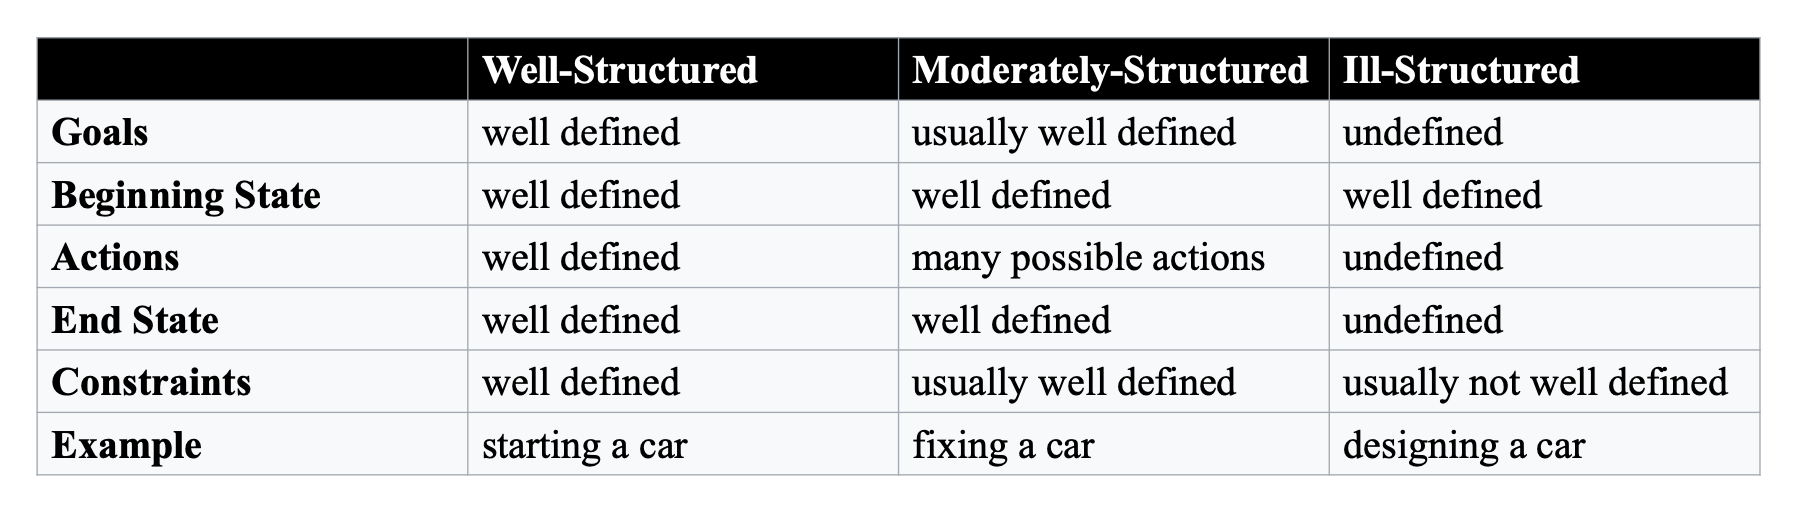 Well-Structured Moderately-Structured Ill-Structured
Goals well defined usually well defined undefined
Beginning State well defined well defined well defined
Actions well defined many possible actions undefined
End State well defined well defined undefined
Constraints well defined usually well defined usually not well defined
Example starting a car fixing a car designing a car